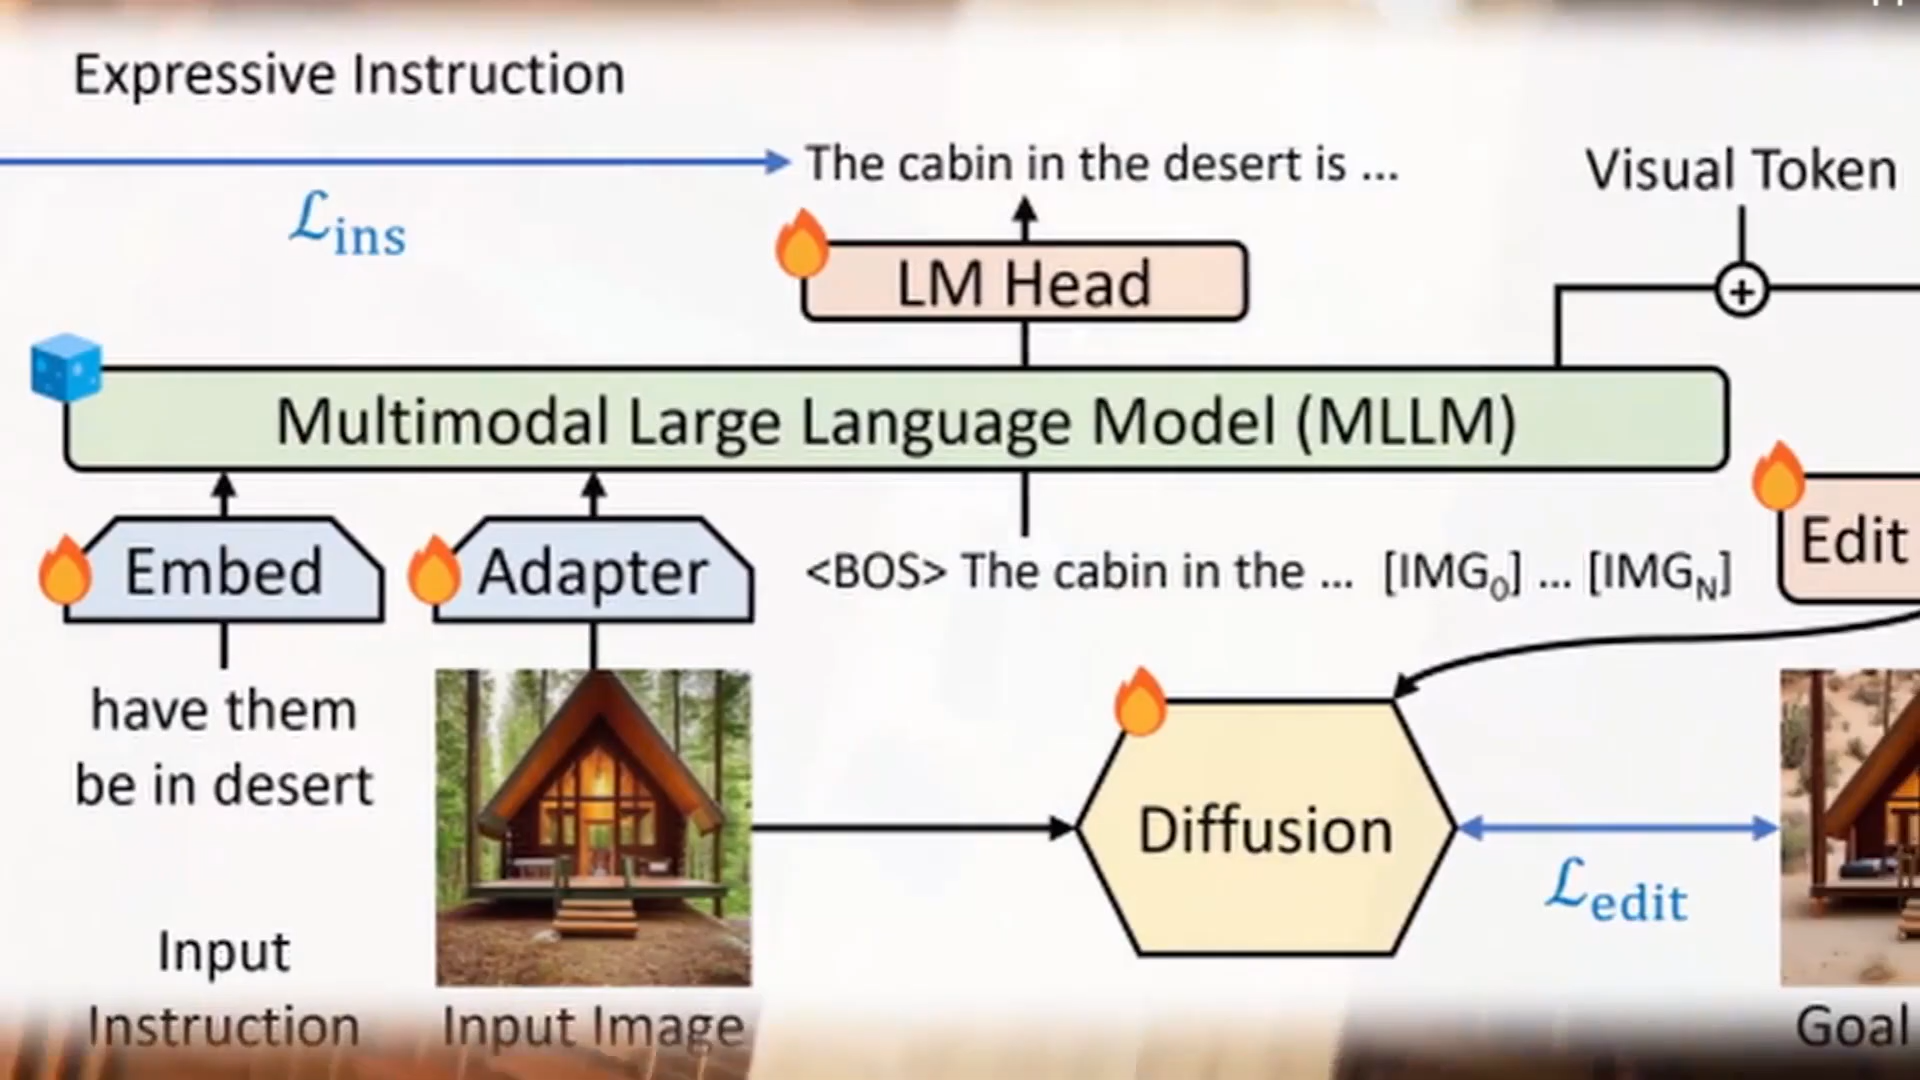 Expressive Instruction
The cabin in the desert is ...
Visual Token
ℒins
LM Head
+
Multimodal Large Language Model (MLLM)
Embed
Adapter
<BOS> The cabin in the ... [IMG0] ... [IMGN]
Edit
have them
be in desert
Diffusion
ℒedit
Input
Instruction
Input Image
Goal